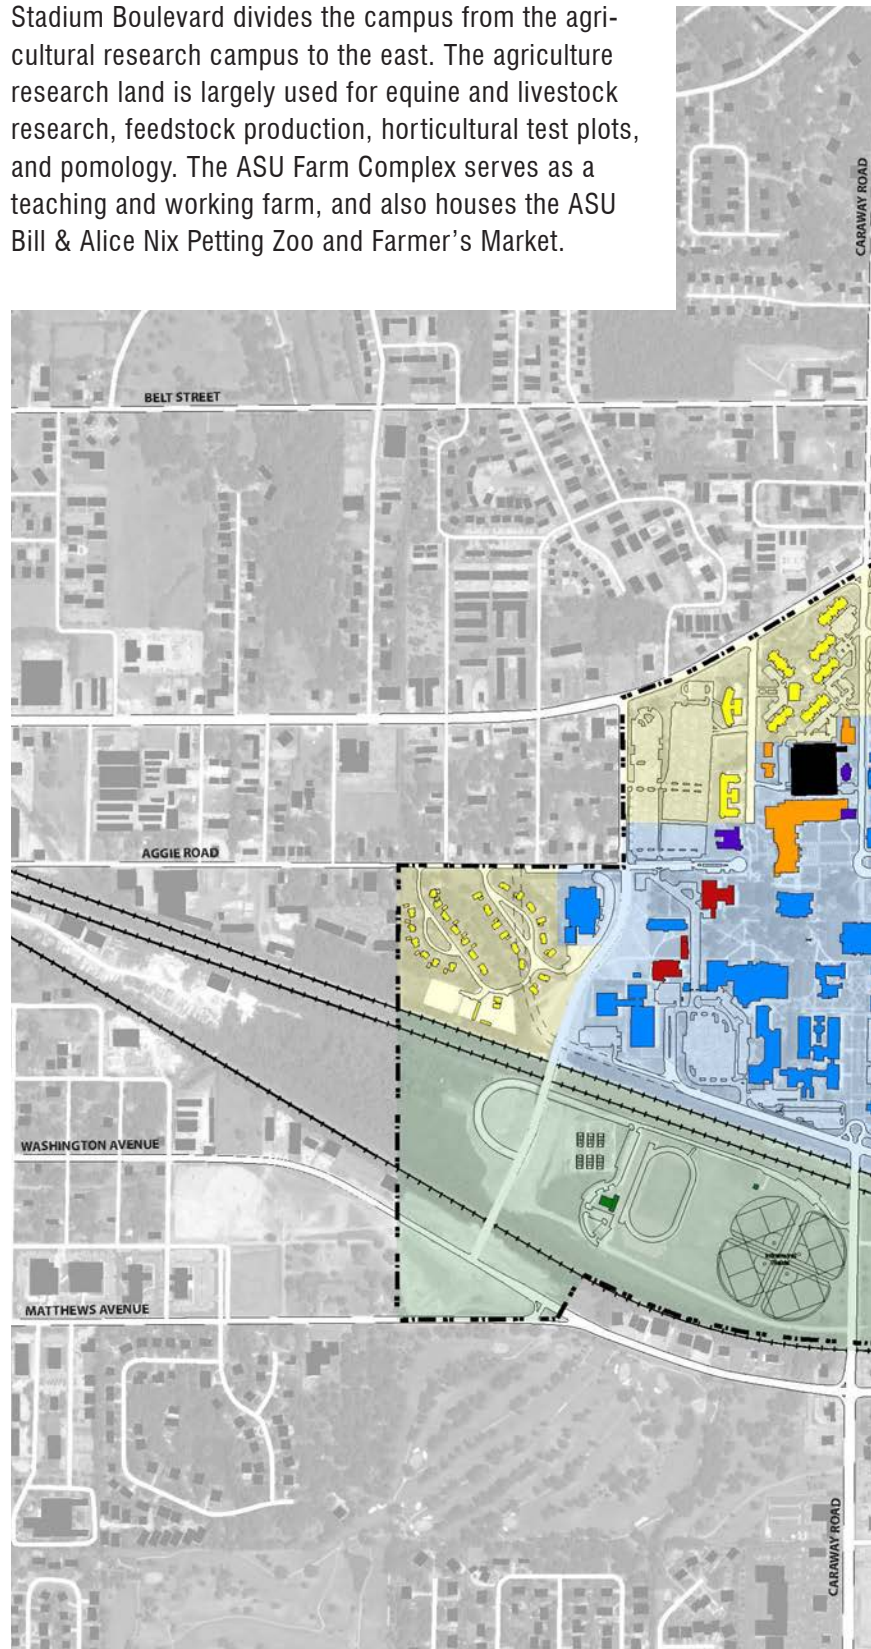 Stadium Boulevard divides the campus from the agri-
cultural research campus to the east. The agriculture
research land is largely used for equine and livestock
research, feedstock production, horticultural test plots,
and pomology. The ASU Farm Complex serves as a
teaching and working farm, and also houses the ASU
Bill & Alice Nix Petting Zoo and Farmer's Market.
CARAWAY ROAD
BELT STREET
AGGIE ROAD
WASHINGTON AVENUE
MATTHEWS AVENUE
CARAWAY ROAD